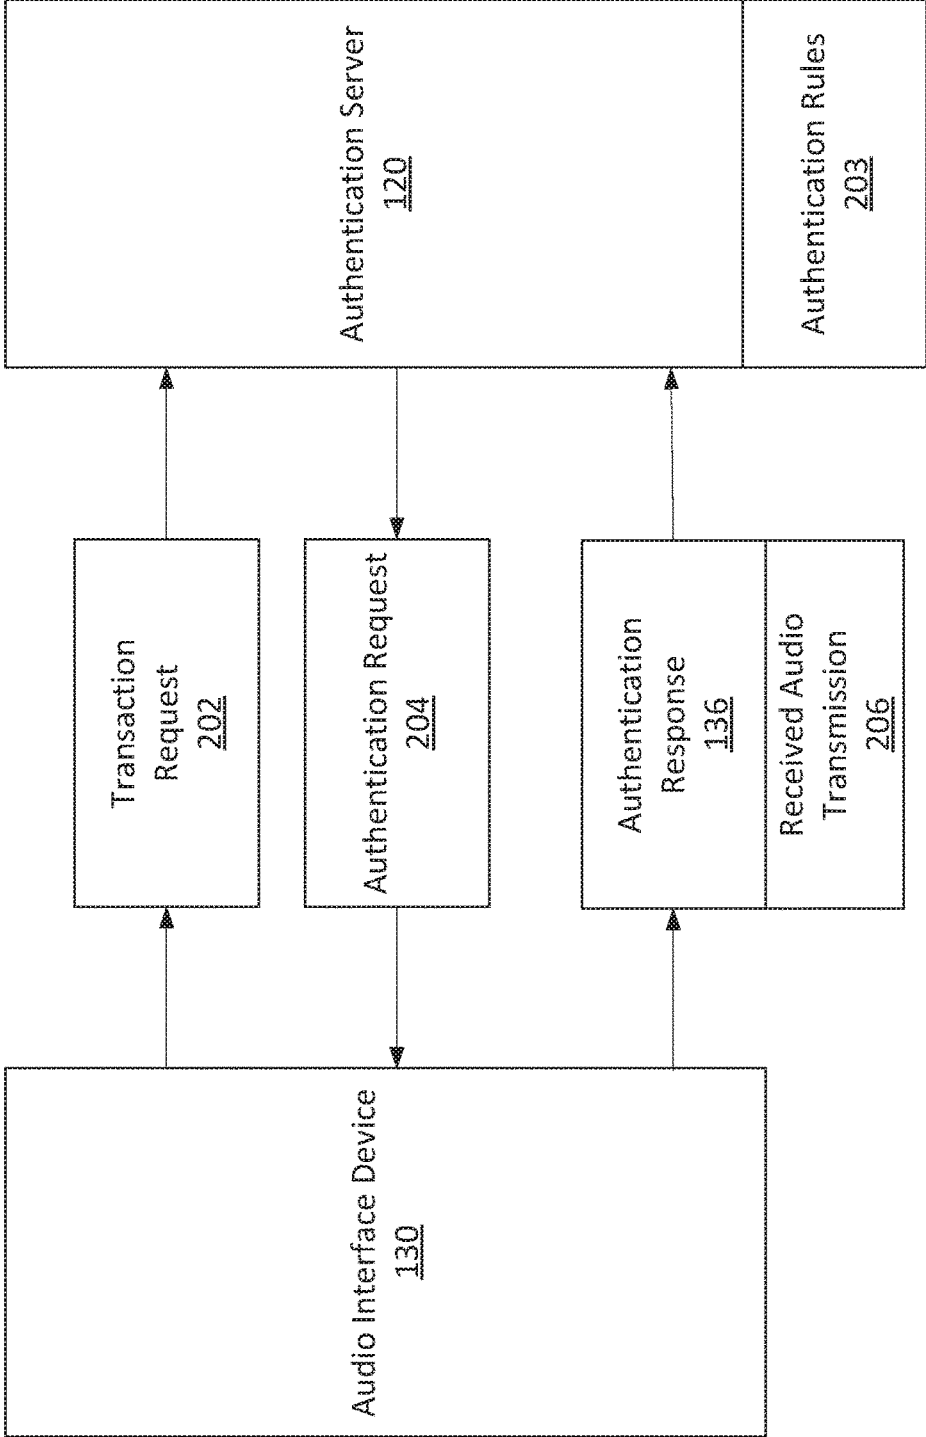 Audio Interface Device
130
Transaction
Request
202
Authentication Request
204
Authentication
Response
136
Received Audio
Transmission
206
Authentication Server
120
Authentication Rules
203